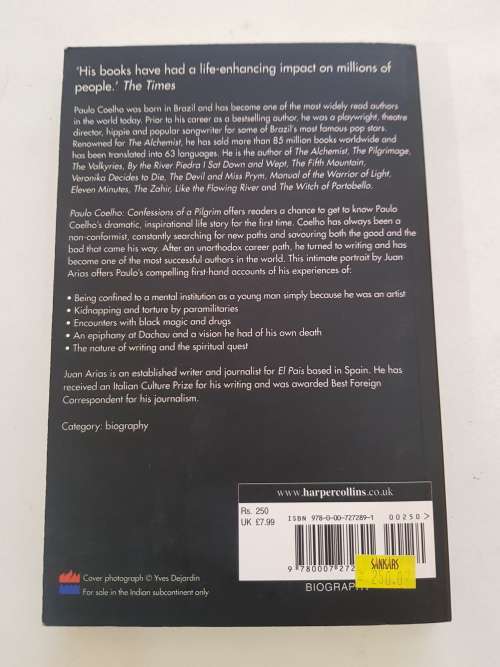 'His books have had a life-enhancing impact on millions of
people.' The Times
Paulo Coelho was born in Brazil and has become one of the most widely read authors
in the world today. Prior to his career as a bestselling author, he was a playwright, theatre
director, hippie and popular songwriter for some of Brazil's most famous pop stars.
Renowned for The Alchemist, he has sold more than 85 million books worldwide and
has been translated into 63 languages. He is the author of The Alchemist, The Pilgrimage,
The Valkyries, By the River Piedra I Sat Down and Wept, The Fifth Mountain,
Veronika Decides to Die, The Devil and Miss Prym, Manual of the Warrior of Light,
Eleven Minutes, The Zahir, Like the Flowing River and The Witch of Portobello.
Paulo Coelho: Confessions of a Pilgrim offers readers a chance to get to know Paulo
Coelho's dramatic, inspirational life story for the first time. Coelho has always been a
non-conformist, constantly searching for new paths and savouring both the good and the
bad that came his way. After an unorthodox career path, he turned to writing and has
become one of the most successful authors in the world. This intimate portrait by Juan
Arias offers Paulo's compelling first-hand accounts of his experiences of:
• Being confined to a mental institution as a young man simply because he was an artist
• Kidnapping and torture by paramilitaries
• Encounters with black magic and drugs
• An epiphany at Dachau and a vision he had of his own death
• The nature of writing and the spiritual quest
Juan Arias is an established writer and journalist for El Pais based in Spain. He has
received an Italian Culture Prize for his writing and was awarded Best Foreign
Correspondent for his journalism.
Category: biography
www.harpercollins.co.uk
Rs. 250
UK £7.99
ISBN 978-0-00-727289-1
00250 >
9 780007 272
SANKARS
BIOGRAPH
Cover photograph © Yves Dejardin
For sale in the Indian subcontinent only